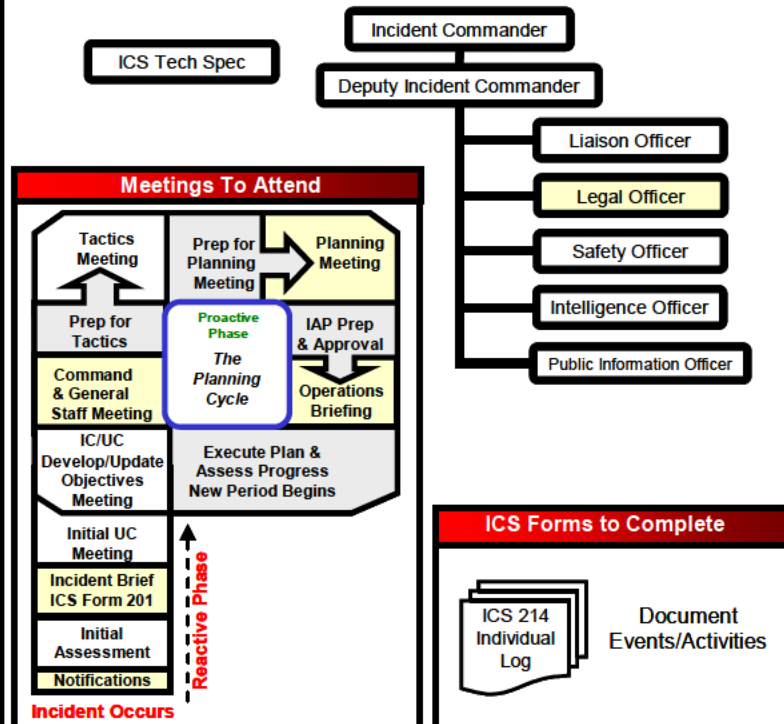 Incident Commander
ICS Tech Spec
Deputy Incident Commander
Liaison Officer
Legal Officer
Safety Officer
Intelligence Officer
Public Information Officer
Meetings To Attend
Tactics
Meeting
Prep for
Planning
Meeting
Planning
Meeting
Prep for
Tactics
Proactive
Phase
The
Planning
Cycle
IAP Prep
& Approval
Command
& General
Staff Meeting
Operations
Briefing
IC/UC
Develop/Update
Objectives
Meeting
Execute Plan &
Assess Progress
New Period Begins
Initial UC
Meeting
Incident Brief
ICS Form 201
Initial
Assessment
Notifications
Reactive Phase
Incident Occurs
ICS Forms to Complete
ICS 214
Individual
Log
Document
Events/Activities